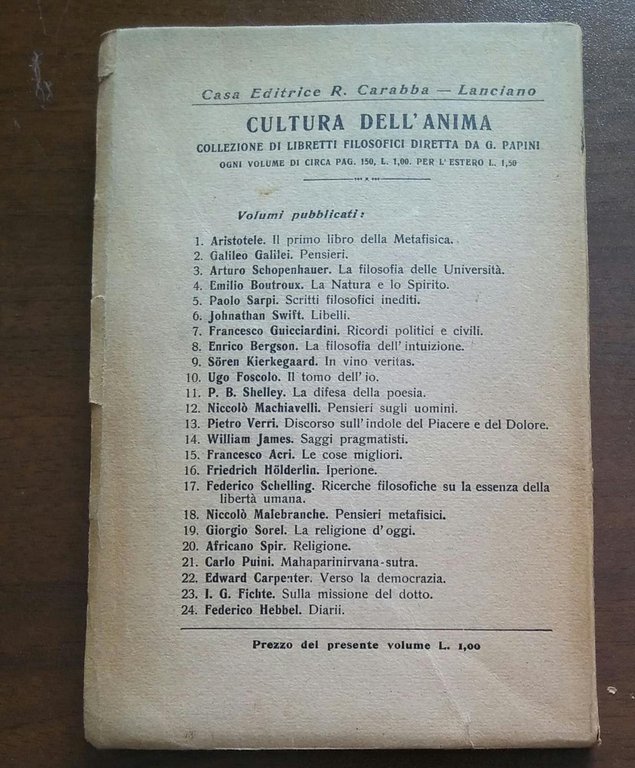 Casa Editrice R. Carabba — Lanciano
CULTURA DELL'ANIMA
COLLEZIONE DI LIBRETTI FILOSOFICI DIRETTA DA G. PAPINI
OGNI VOLUME DI CIRCA PAG. 150, L. 1,00. PER L'ESTERO L. 1,50
Volumi pubblicati:
1. Aristotele. Il primo libro della Metafisica.
2. Galileo Galilei. Pensieri.
3. Arturo Schopenhauer. La filosofia delle Università.
4. Emilio Boutroux. La Natura e lo Spirito.
5. Paolo Sarpi. Scritti filosofici inediti.
6. Johnathan Swift. Libelli.
7. Francesco Guicciardini. Ricordi politici e civili.
8. Enrico Bergson. La filosofia dell'intuizione.
9. Sören Kierkegaard. In vino veritas.
10. Ugo Foscolo. Il tomo dell'io.
11. P. B. Shelley. La difesa della poesia.
12. Niccolò Machiavelli. Pensieri sugli uomini.
13. Pietro Verri. Discorso sull'indole del Piacere e del Dolore.
14. William James. Saggi pragmatisti.
15. Francesco Acri. Le cose migliori.
16. Friedrich Hölderlin. Iperione.
17. Federico Schelling. Ricerche filosofiche su la essenza della
libertà umana.
18. Niccolò Malebranche. Pensieri metafisici.
19. Giorgio Sorel. La religione d'oggi.
20. Africano Spir. Religione.
21. Carlo Puini. Mahaparinirvana-sutra.
22. Edward Carpenter. Verso la democrazia.
23. I. G. Fichte. Sulla missione del dotto.
24. Federico Hebbel. Diarii.
Prezzo del presente volume L. 1,00